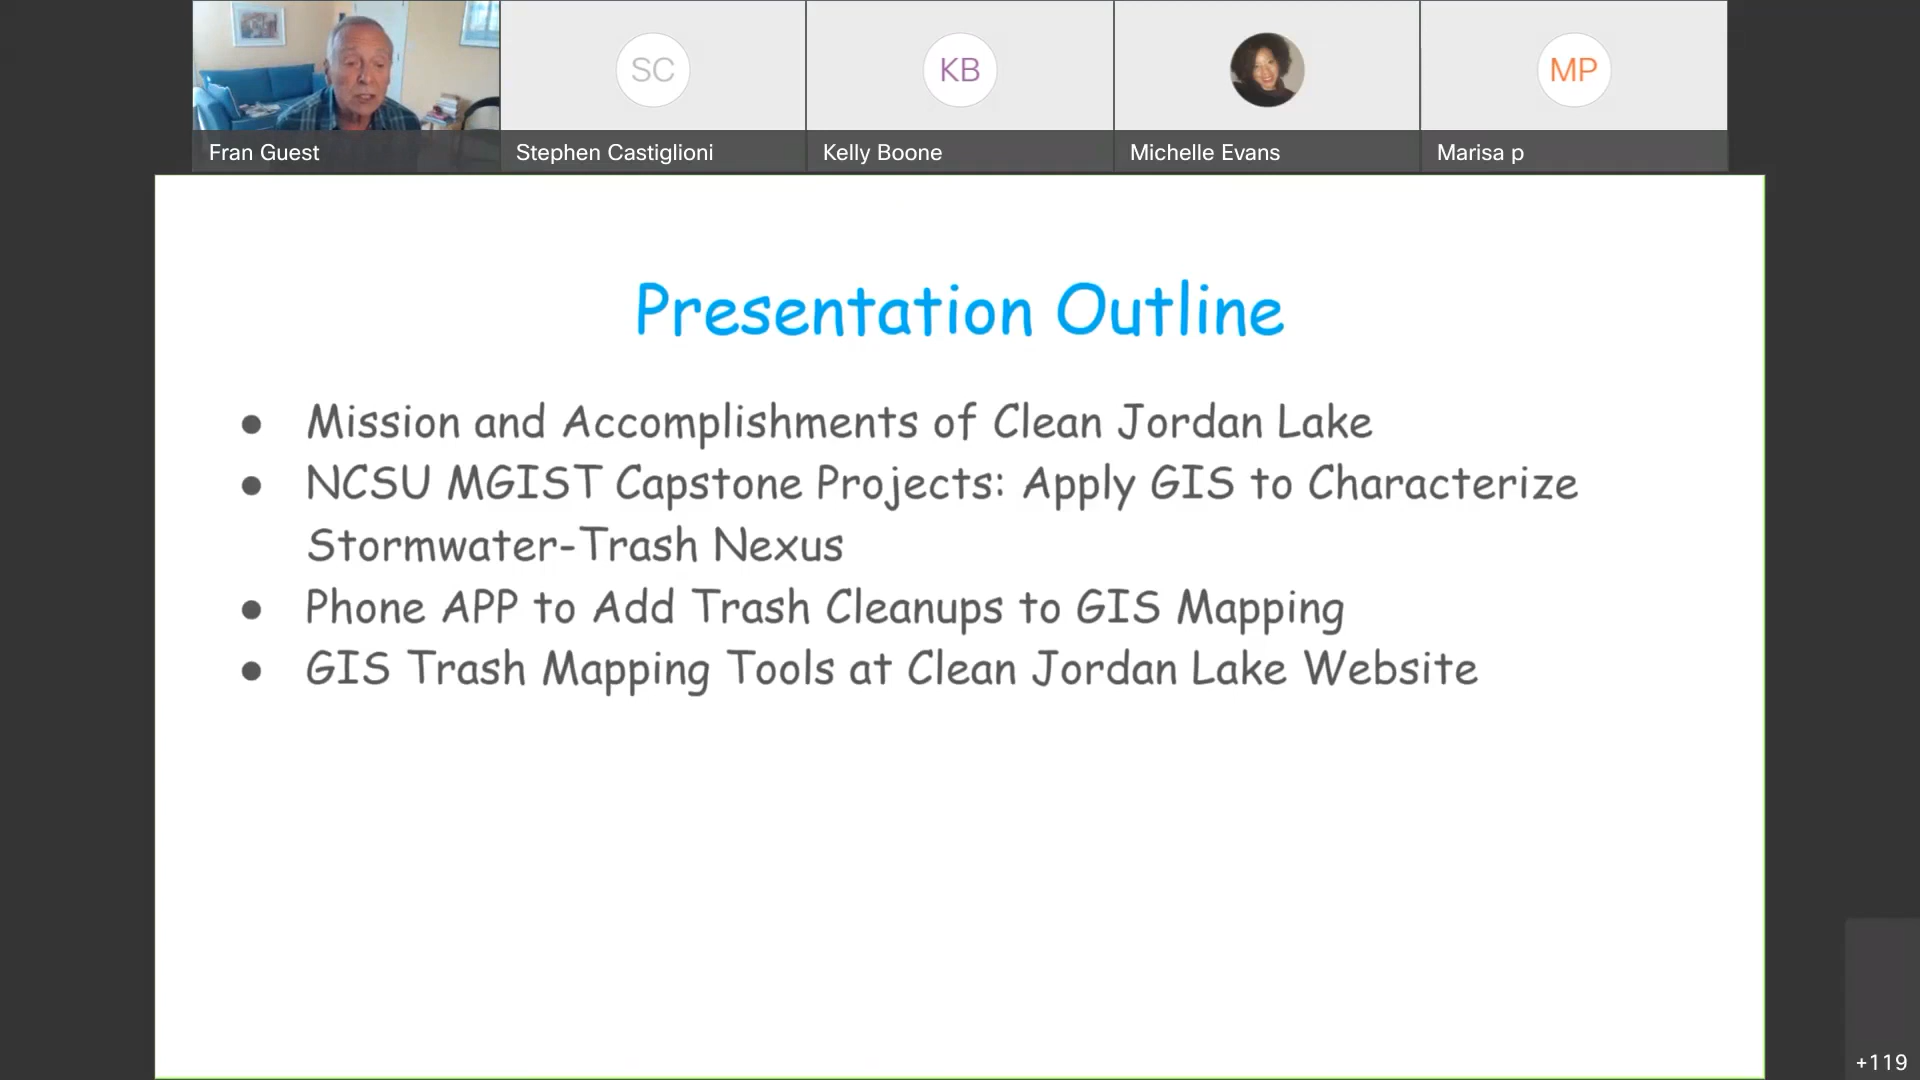 SC
KB
MP
Fran Guest
Stephen Castiglioni
Kelly Boone
Michelle Evans
Marisa p
Presentation Outline
● Mission and Accomplishments of Clean Jordan Lake
● NCSU MGIST Capstone Projects: Apply GIS to Characterize
Stormwater-Trash Nexus
● Phone APP to Add Trash Cleanups to GIS Mapping
● GIS Trash Mapping Tools at Clean Jordan Lake Website
+119